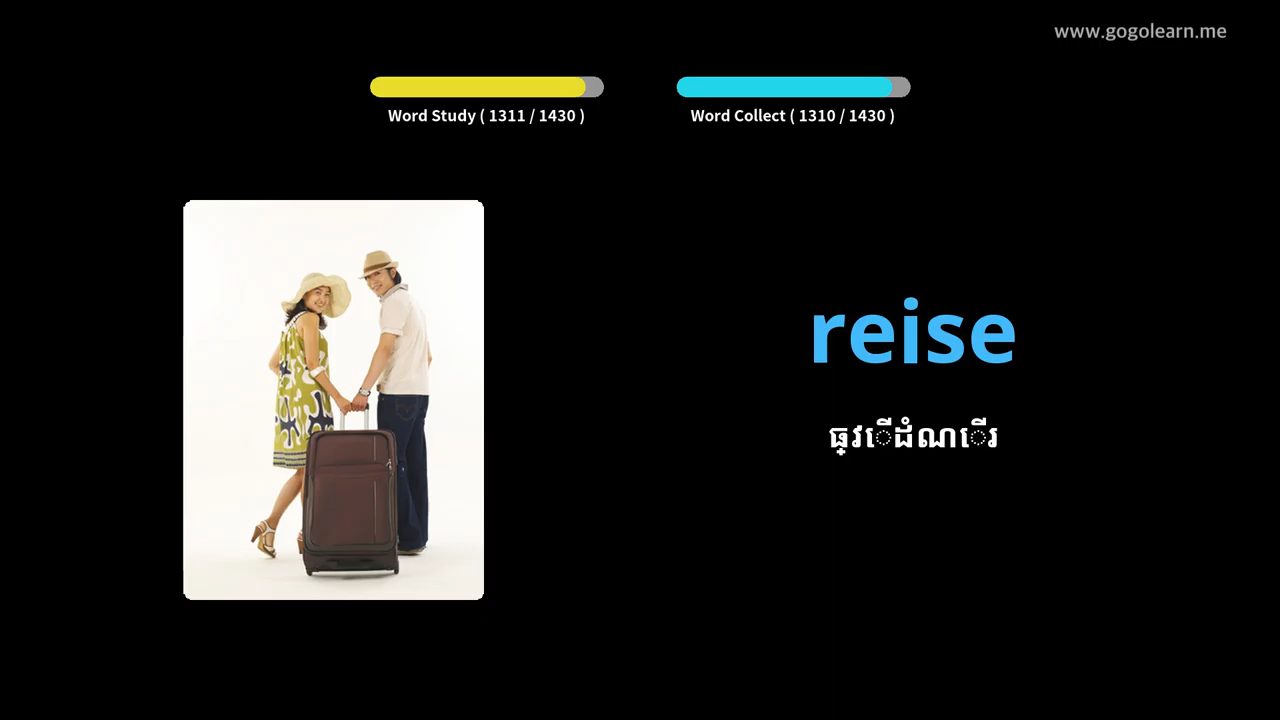 www.gogolearn.me
Word Study ( 1311 / 1430 )
Word Collect ( 1310 / 1430 )
reise
ធ្វើដំណើរ